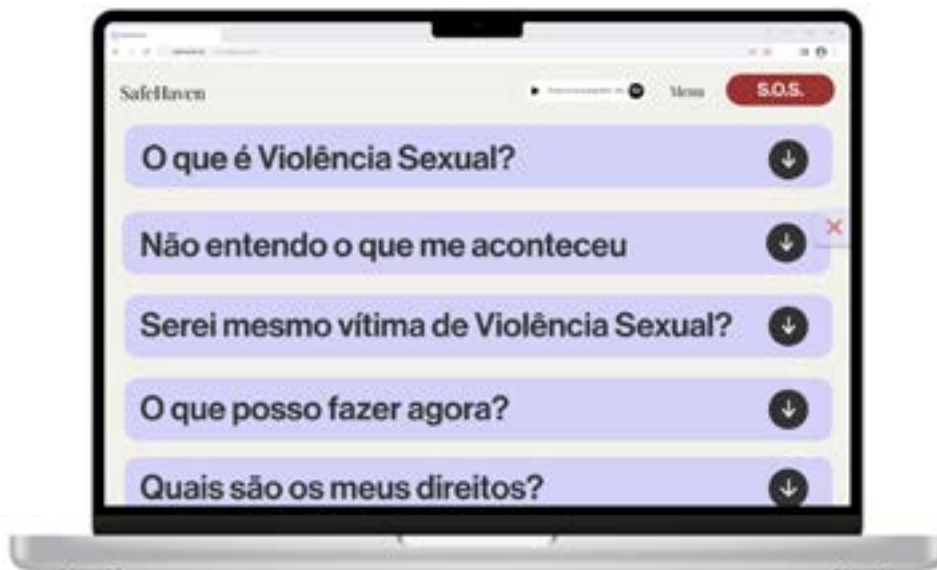 SafeHaven
Menu
S.O.S.
O que é Violência Sexual?
Não entendo o que me aconteceu
Serei mesmo vítima de Violência Sexual?
O que posso fazer agora?
Quais são os meus direitos?